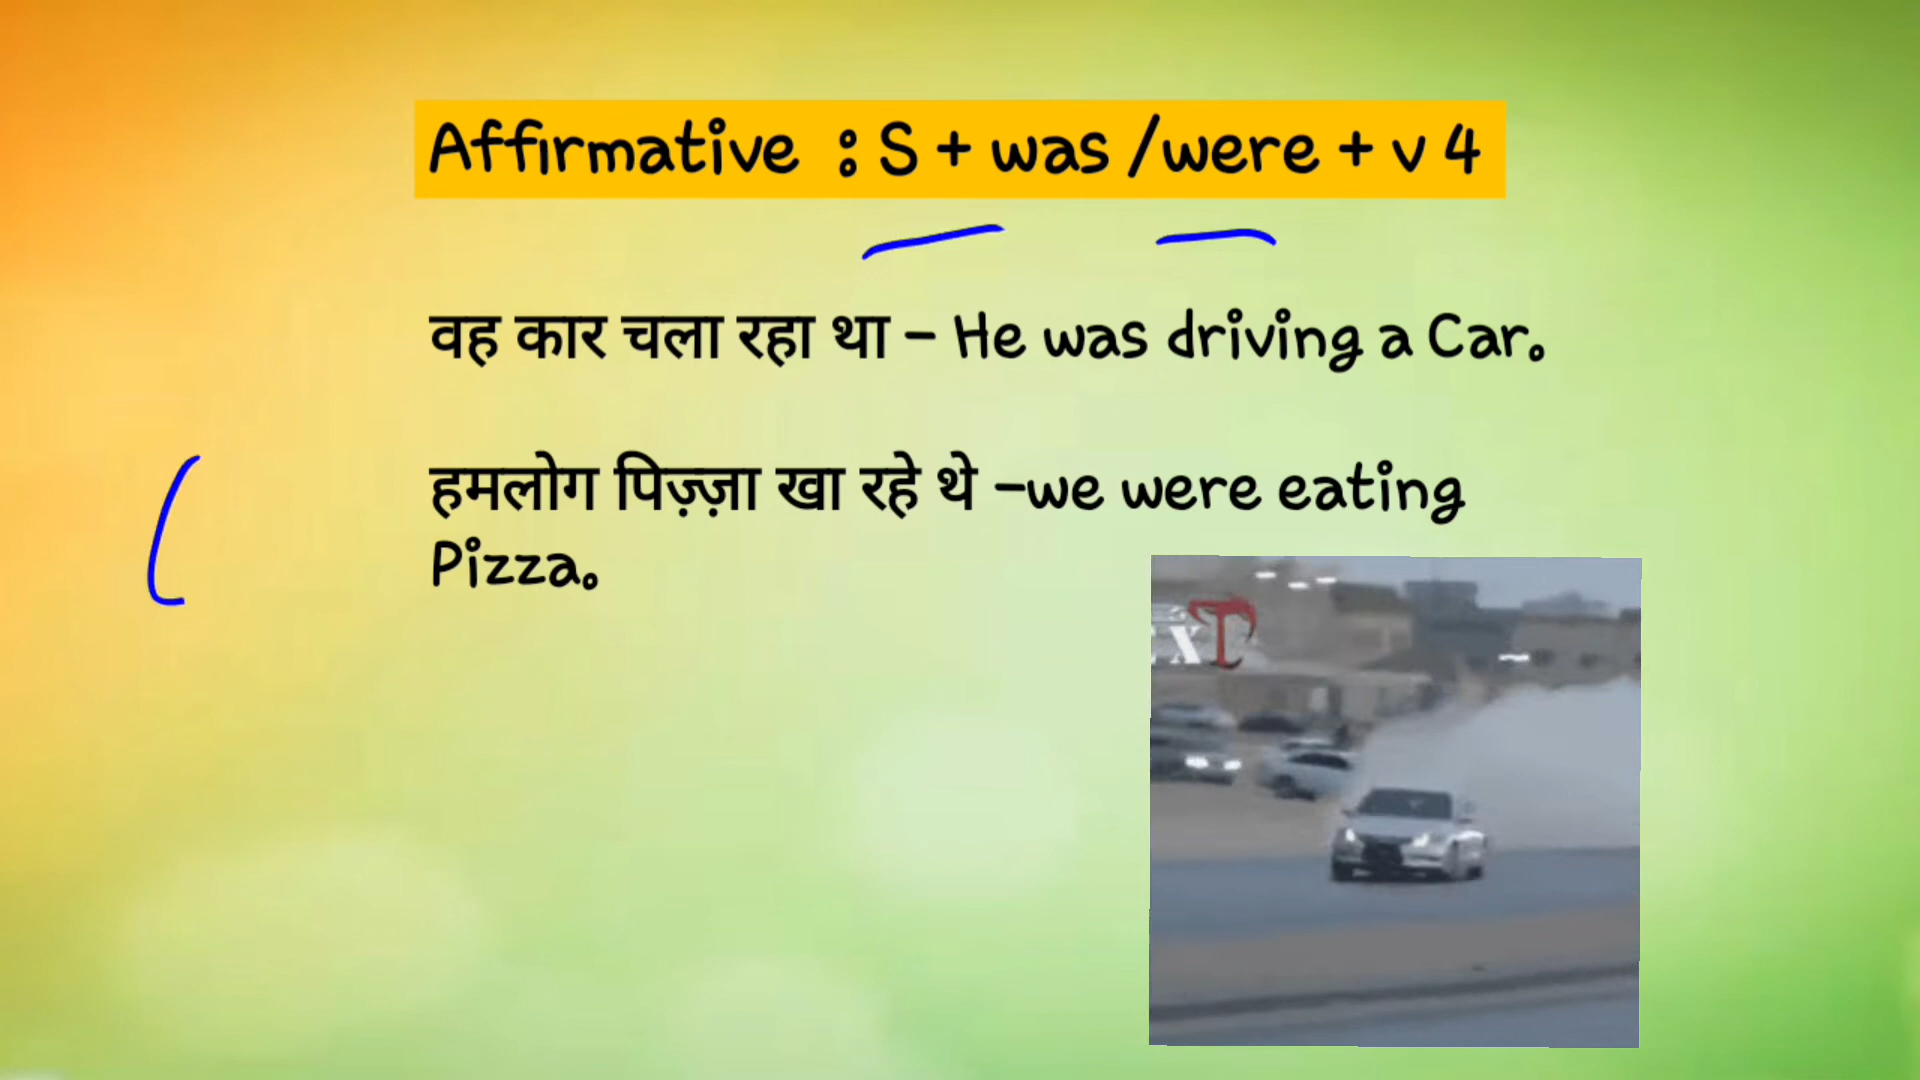 Affirmative : S + was /were + v 4
वह कार चला रहा था - He was driving a Car.
हमलोग पिज़्ज़ा खा रहे थे -we were eating
Pizza.